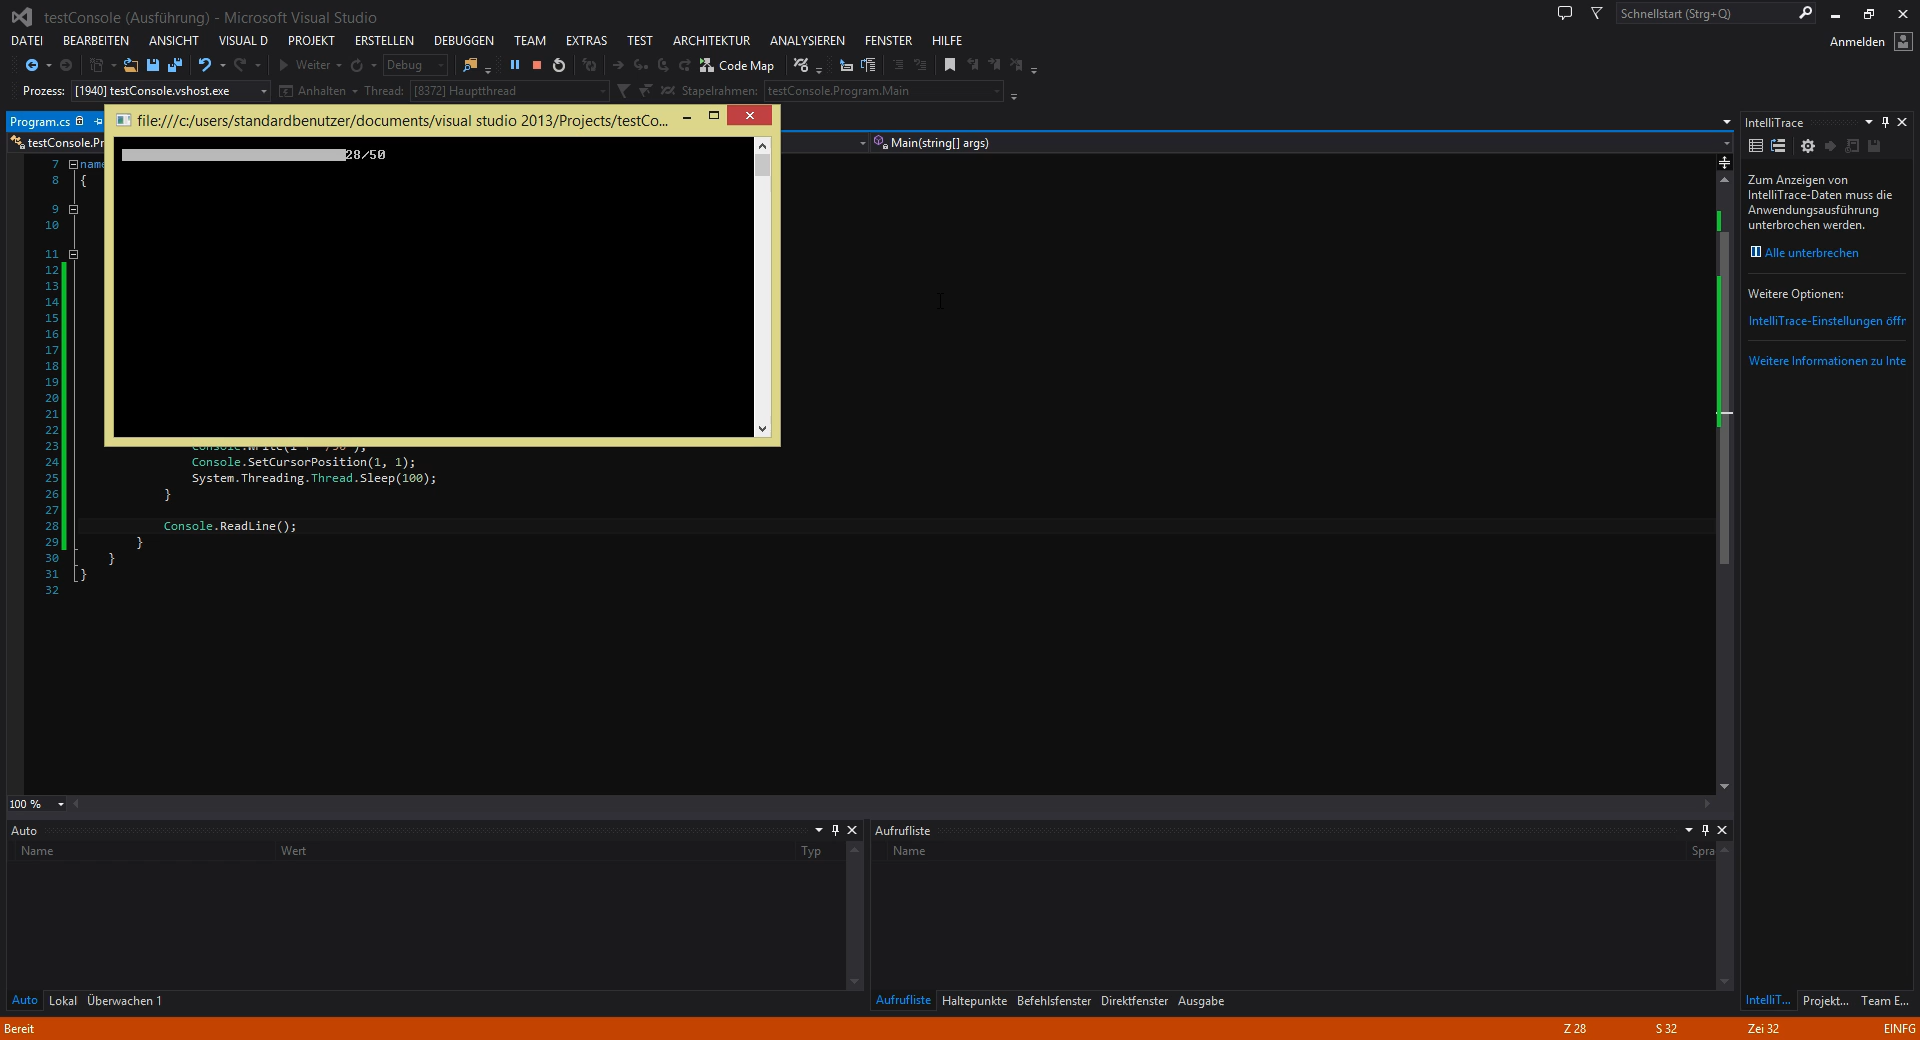 testConsole (Ausführung) - Microsoft Visual Studio
Schnellstart (Strg+Q)
DATEI BEARBEITEN ANSICHT VISUAL D PROJEKT ERSTELLEN DEBUGGEN TEAM EXTRAS TEST ARCHITEKTUR ANALYSIEREN FENSTER HILFE
Anmelden
Weiter Debug Code Map
Prozess: [1940] testConsole.vshost.exe Anhalten Thread: [8372] Hauptthread Stapelrahmen: testConsole.Program.Main
Program.cs
file:///c:/users/standardbenutzer/documents/visual studio 2013/Projects/testCo...
testConsole.Pr
Main(string[] args)
28/50
7 name
8 {
9
10
11
12
13
14
15
16
17
18
19
20
21
22
23
24 Console.SetCursorPosition(1, 1);
25 System.Threading.Thread.Sleep(100);
26 }
27
28 Console.ReadLine();
29 }
30 }
31 }
32
IntelliTrace
Zum Anzeigen von
IntelliTrace-Daten muss die
Anwendungsausführung
unterbrochen werden.
Alle unterbrechen
Weitere Optionen:
IntelliTrace-Einstellungen öffn
Weitere Informationen zu Inte
100 %
Auto
Name Wert Typ
Aufrufliste
Name Spra
Auto Lokal Überwachen 1
Aufrufliste Haltepunkte Befehlsfenster Direktfenster Ausgabe
IntelliT... Projekt... Team E...
Bereit Z 28 S 32 Zei 32 EINFG